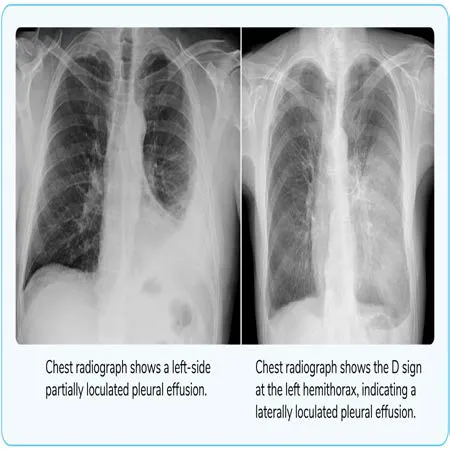 Chest radiograph shows a left-side
partially loculated pleural effusion.
Chest radiograph shows the D sign
at the left hemithorax, indicating a
laterally loculated pleural effusion.